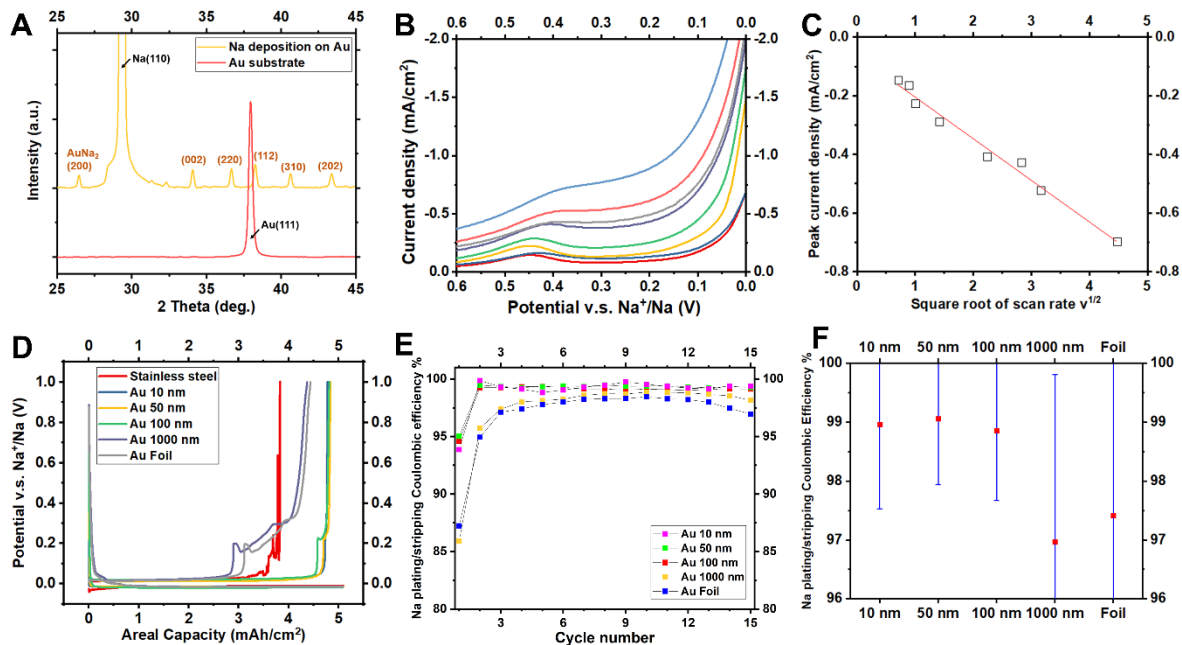 A
25
30
35
40
45
Na deposition on Au
Au substrate
Na(110)
AuNa2
(200)
(002)
(220)
(112)
(310)
(202)
Au(111)
Intensity (a.u.)
25
30
35
40
45
2 Theta (deg.)
B
0.6
0.5
0.4
0.3
0.2
0.1
0.0
-2.0
-1.5
-1.0
-0.5
0.0
-2.0
-1.5
-1.0
-0.5
0.0
Current density (mA/cm2)
0.6
0.5
0.4
0.3
0.2
0.1
0.0
Potential v.s. Na+/Na (V)
C
0
1
2
3
4
5
0.0
-0.2
-0.4
-0.6
-0.8
0.0
-0.2
-0.4
-0.6
-0.8
Peak current density (mA/cm2)
0
1
2
3
4
5
Square root of scan rate v1/2
D
0
1
2
3
4
5
1.0
0.8
0.6
0.4
0.2
0.0
1.0
0.8
0.6
0.4
0.2
0.0
Stainless steel
Au 10 nm
Au 50 nm
Au 100 nm
Au 1000 nm
Au Foil
Potential v.s. Na+/Na (V)
0
1
2
3
4
5
Areal Capacity (mAh/cm2)
E
3
6
9
12
15
100
95
90
85
80
100
95
90
85
80
Na plating/stripping Coulombic efficiency %
Au 10 nm
Au 50 nm
Au 100 nm
Au 1000 nm
Au Foil
3
6
9
12
15
Cycle number
F
10 nm
50 nm
100 nm
1000 nm
Foil
100
99
98
97
96
100
99
98
97
96
Na plating/stripping Coulombic Efficiency %
10 nm
50 nm
100 nm
1000 nm
Foil